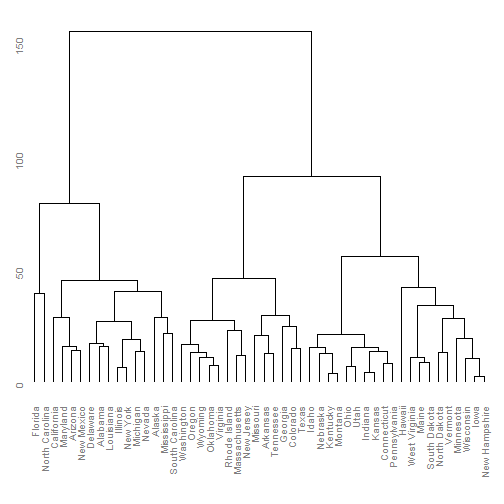 150
100
50
0
Florida
North Carolina
California
Maryland
Arizona
New Mexico
Delaware
Alabama
Louisiana
Illinois
New York
Michigan
Nevada
Alaska
Mississippi
South Carolina
Washington
Oregon
Wyoming
Oklahoma
Virginia
Rhode Island
Massachusetts
New Jersey
Missouri
Arkansas
Tennessee
Georgia
Colorado
Texas
Idaho
Nebraska
Kentucky
Montana
Ohio
Utah
Indiana
Kansas
Connecticut
Pennsylvania
Hawaii
West Virginia
Maine
South Dakota
North Dakota
Vermont
Minnesota
Wisconsin
Iowa
New Hampshire